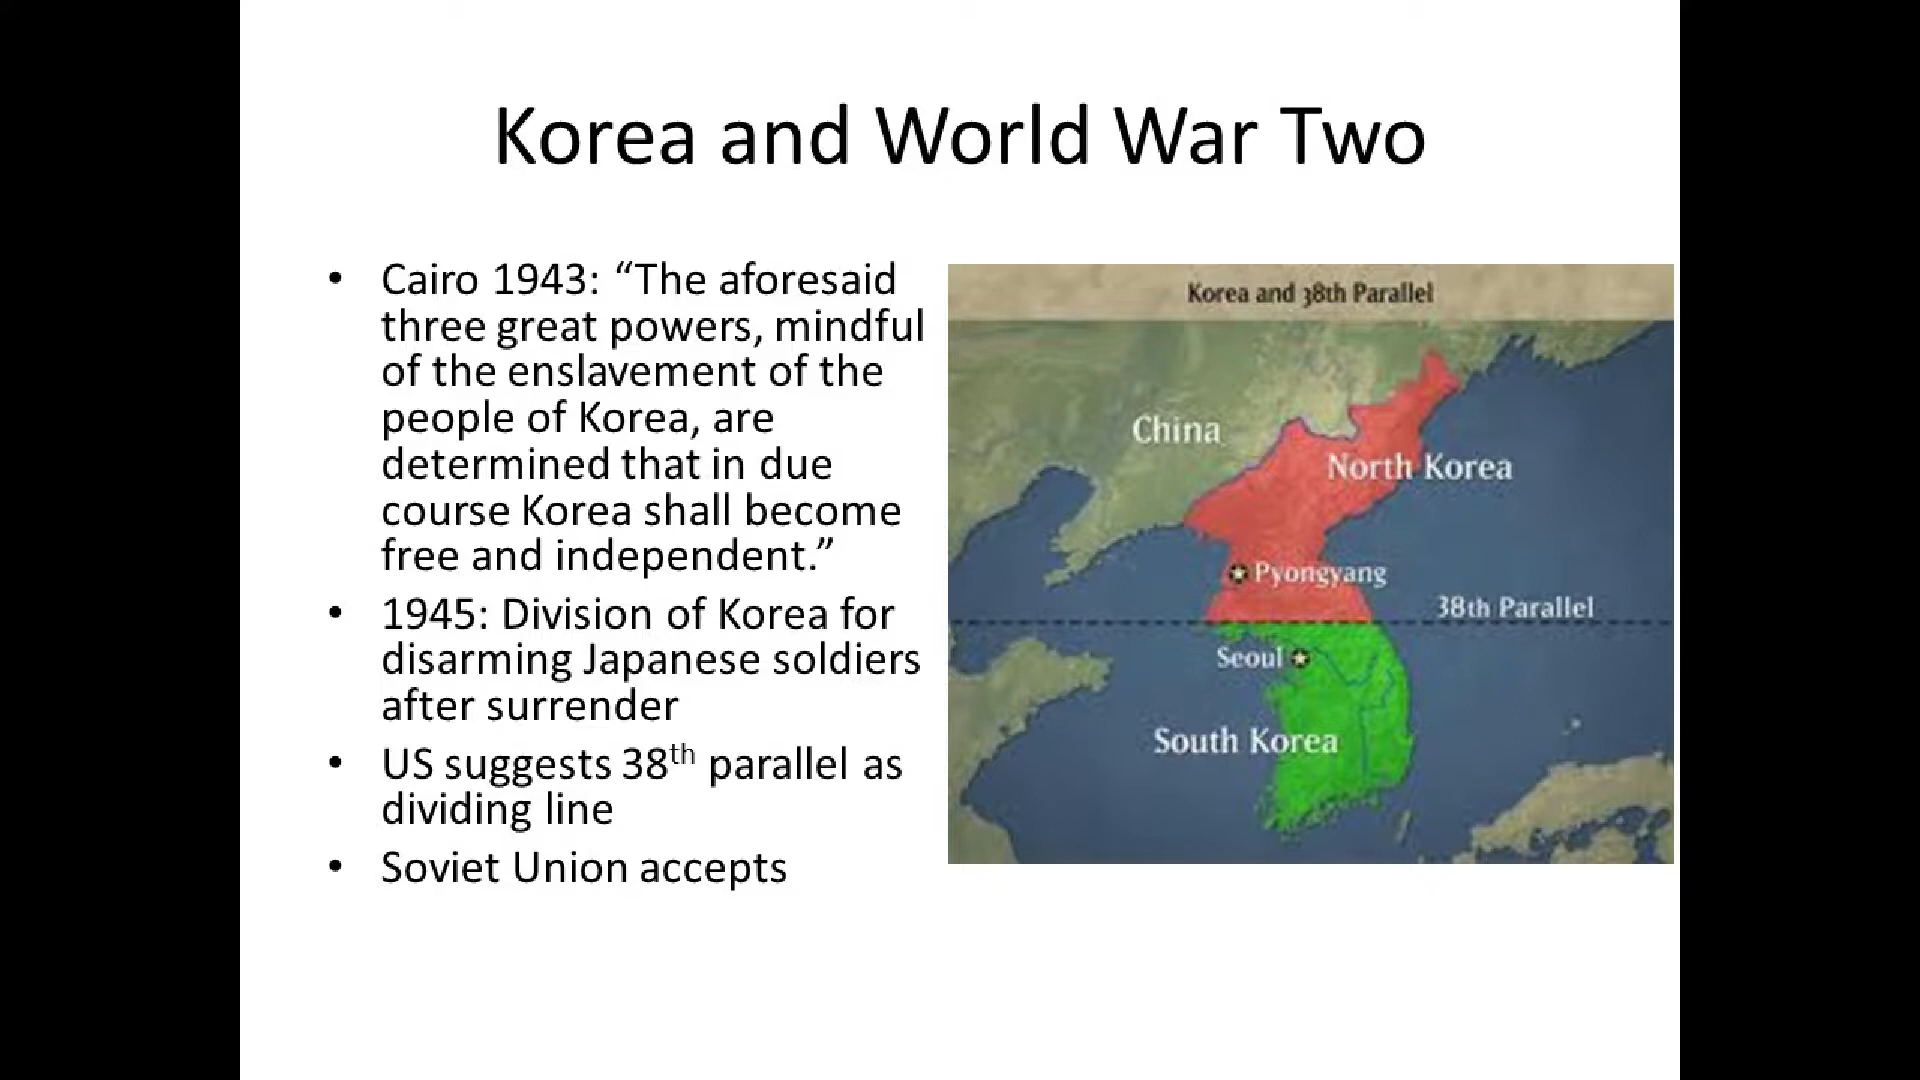 Korea and World War Two
• Cairo 1943: “The aforesaid
three great powers, mindful
of the enslavement of the
people of Korea, are
determined that in due
course Korea shall become
free and independent.”
• 1945: Division of Korea for
disarming Japanese soldiers
after surrender
• US suggests 38th parallel as
dividing line
• Soviet Union accepts
Korea and 38th Parallel
China
North Korea
Pyongyang
38th Parallel
Seoul
South Korea